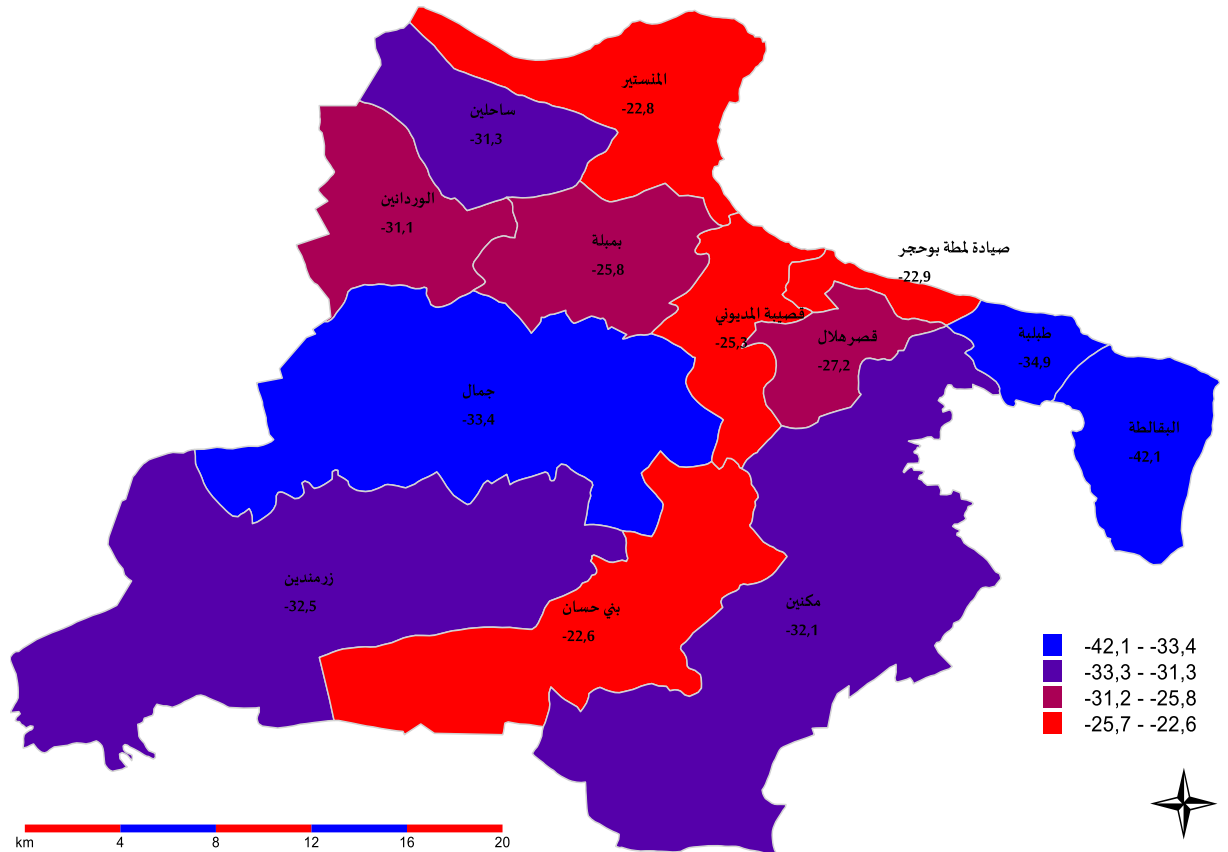 المنستير
-22,8
ساحلين
-31,3
الوردانين
-31,1
بمبلة
-25,8
صيادة لمطة بوحجر
-22,9
قصيبة المديوني
-25,3
قصر هلال
-27,2
طبلبة
-34,9
جمال
-33,4
البقالطة
-42,1
زرمندين
-32,5
بني حسان
-22,6
مكنين
-32,1
-42,1 - -33,4
-33,3 - -31,3
-31,2 - -25,8
-25,7 - -22,6
km 4 8 12 16 20